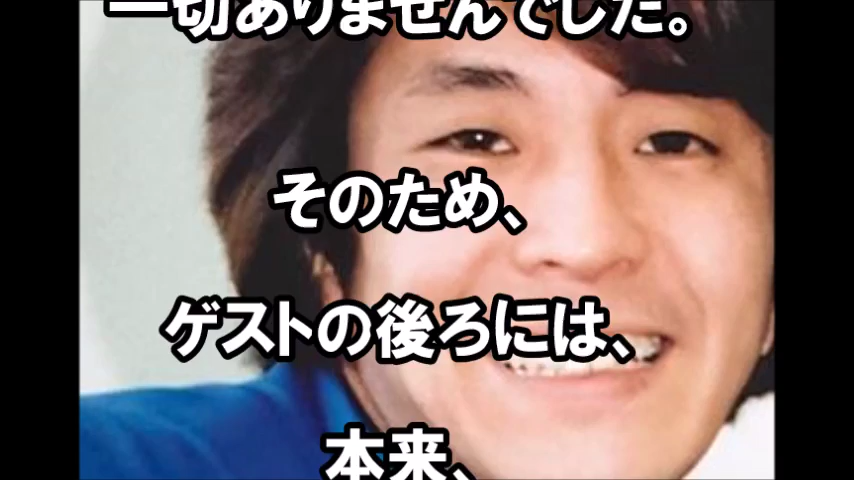 一切ありませんでした。
そのため、
ゲストの後ろには、
本来、